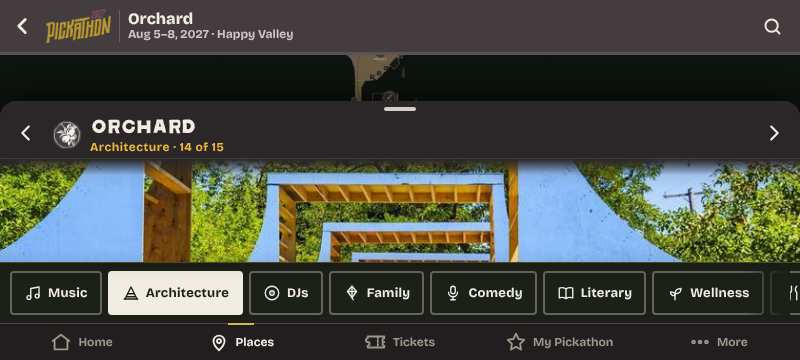 PICKATHON
Orchard
Aug 5–8, 2027 · Happy Valley
ORCHARD
Architecture · 14 of 15
Music
Architecture
DJs
Family
Comedy
Literary
Wellness
Home
Places
Tickets
My Pickathon
More